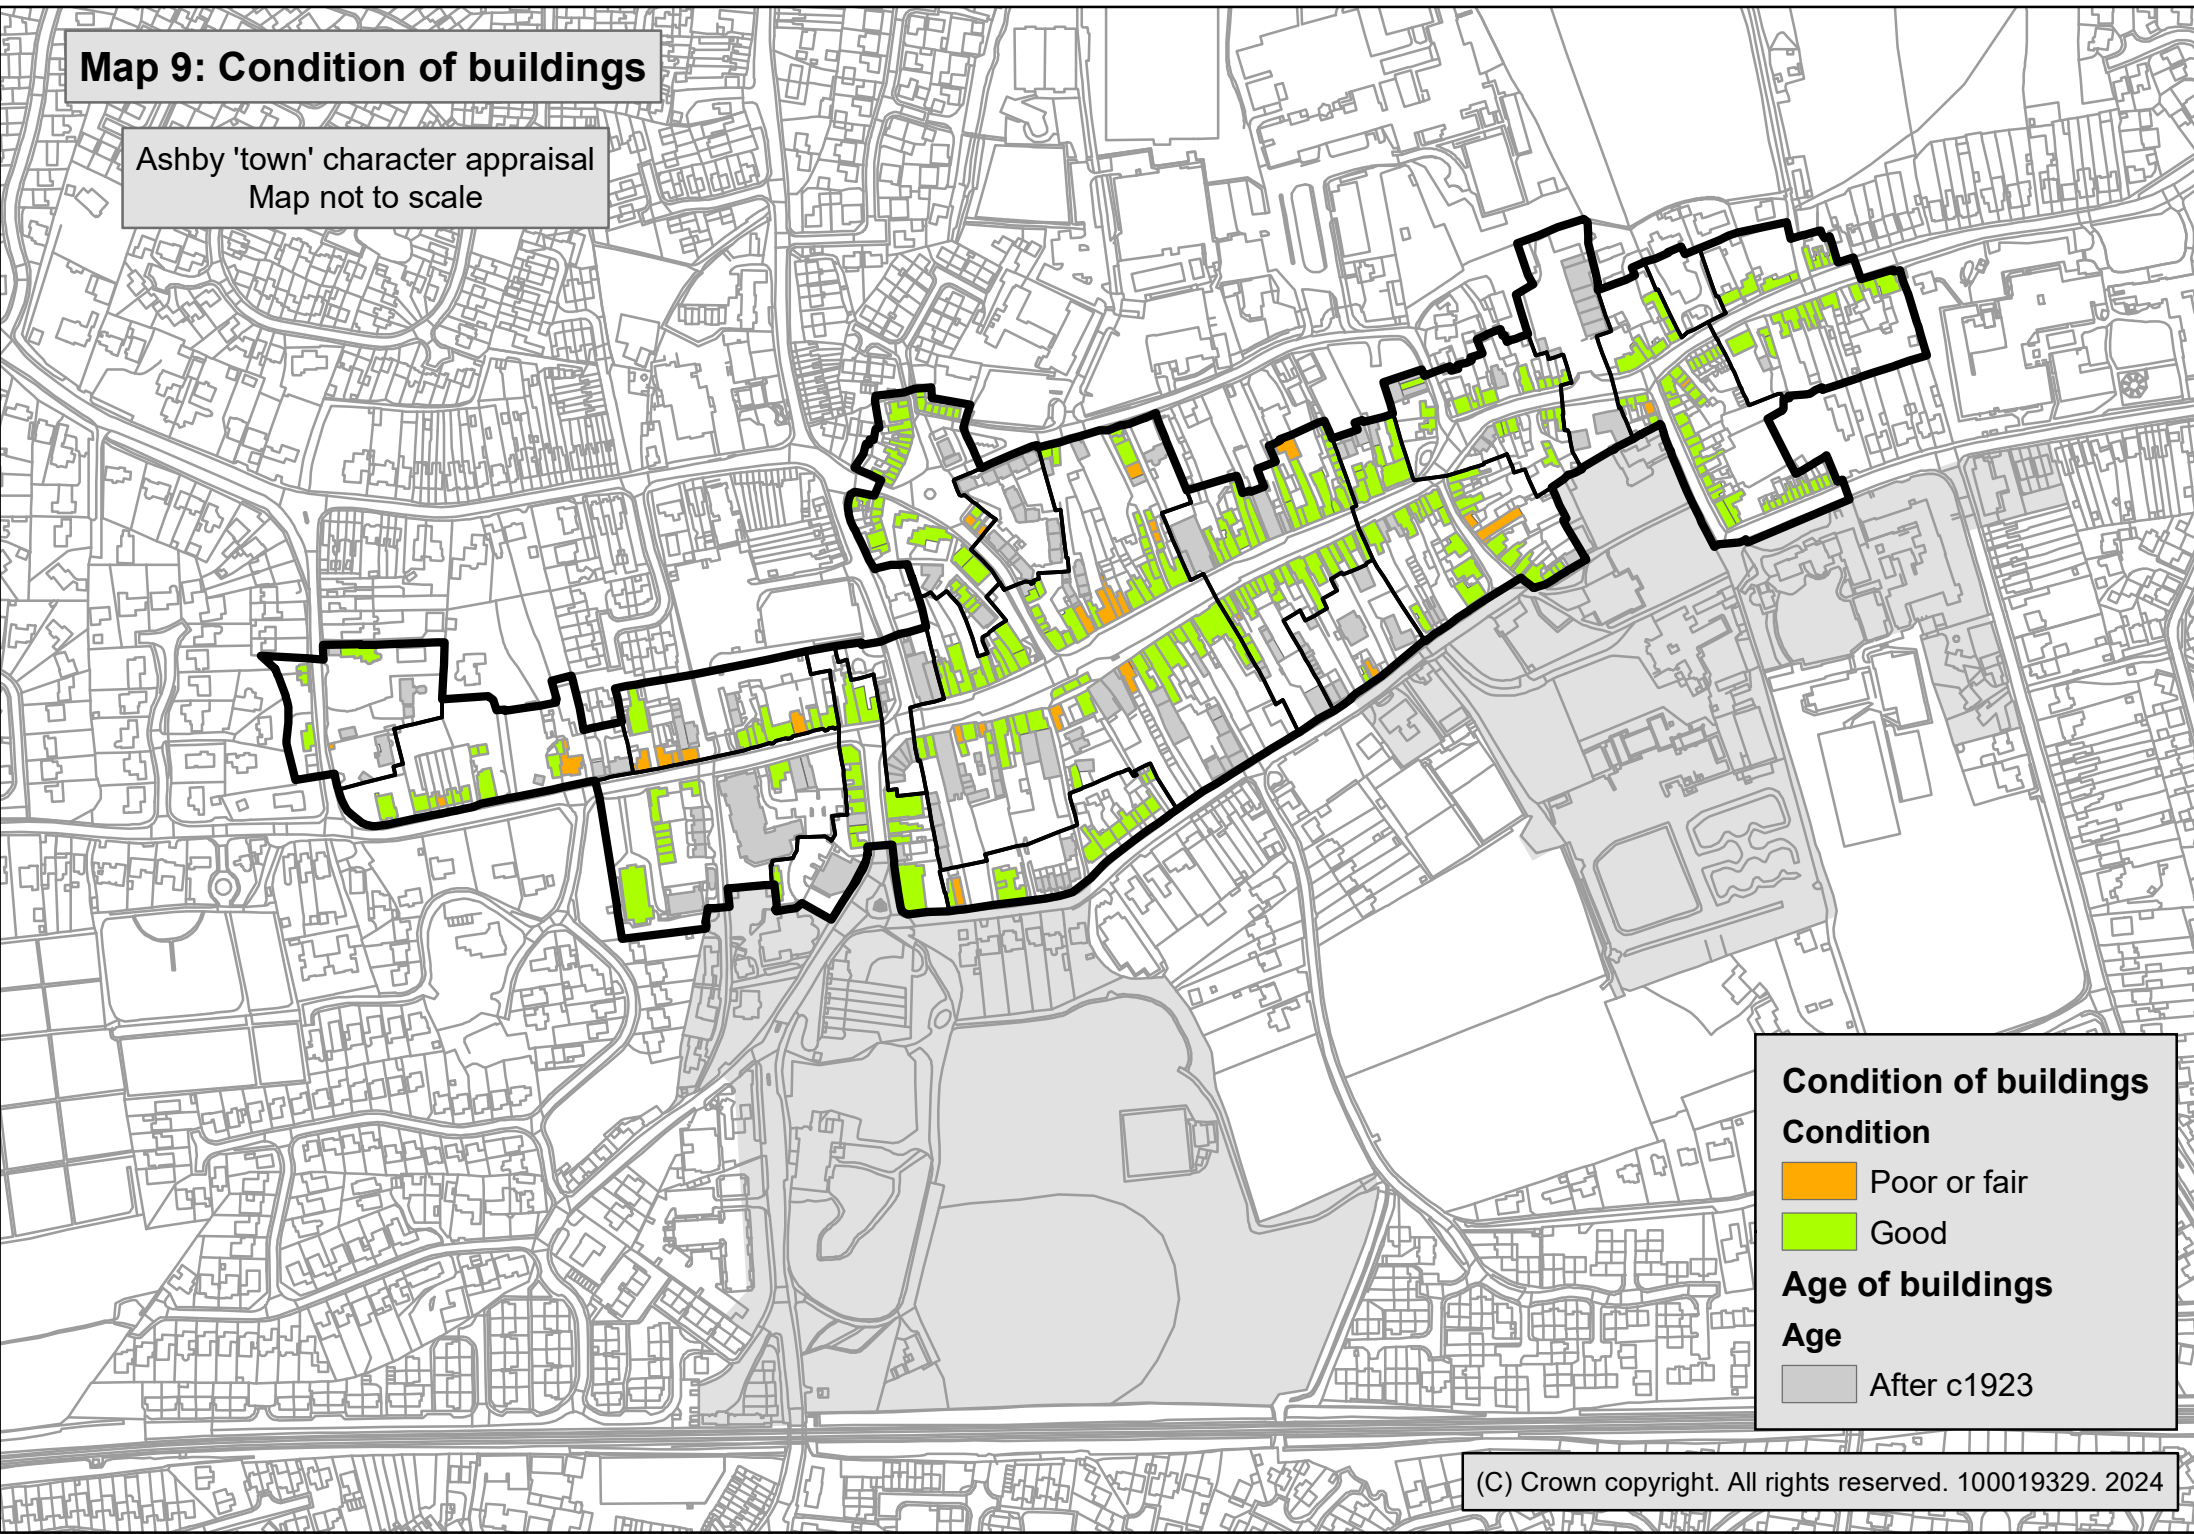 Map 9: Condition of buildings
Ashby 'town' character appraisal
Map not to scale
Condition of buildings
Condition
Poor or fair
Good
Age of buildings
Age
After c1923
(C) Crown copyright. All rights reserved. 100019329. 2024